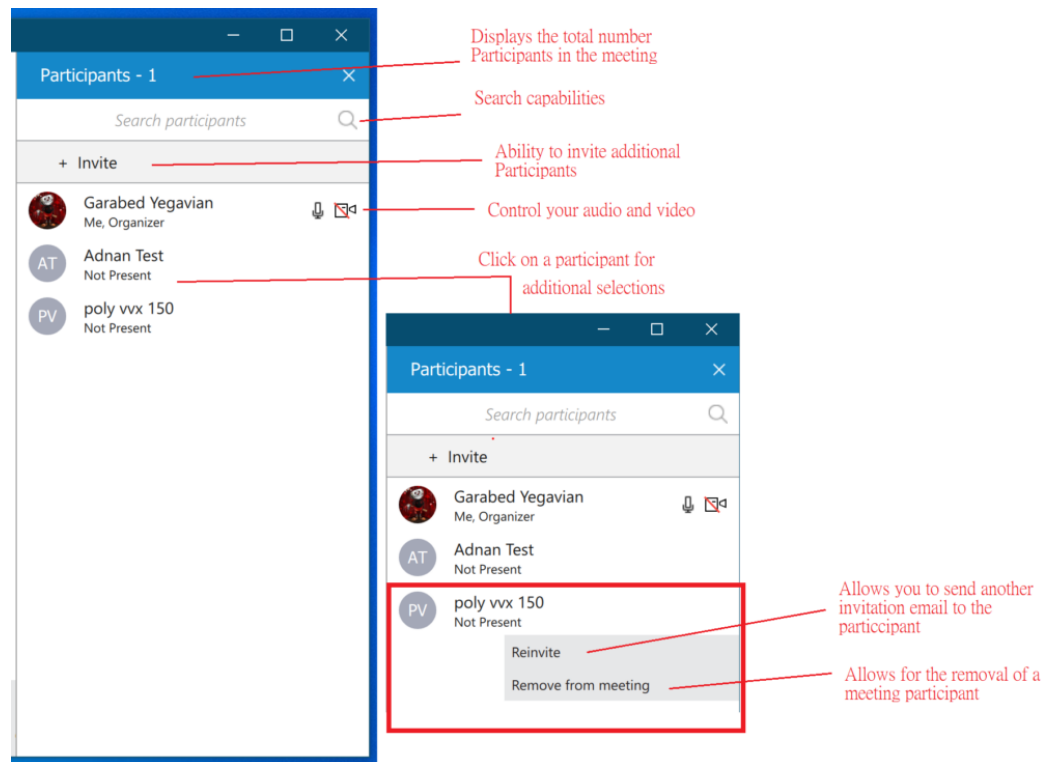 Displays the total number
Participants in the meeting
Participants - 1
Search capabilities
Search participants
+ Invite
Ability to invite additional
Participants
Garabed Yegavian
Me, Organizer
Control your audio and video
AT
Adnan Test
Not Present
Click on a participant for
additional selections
PV
poly vvx 150
Not Present
Participants - 1
Search participants
+ Invite
Garabed Yegavian
Me, Organizer
AT
Adnan Test
Not Present
PV
poly vvx 150
Not Present
Reinvite
Remove from meeting
Allows you to send another
invitation email to the
particcipant
Allows for the removal of a
meeting participant